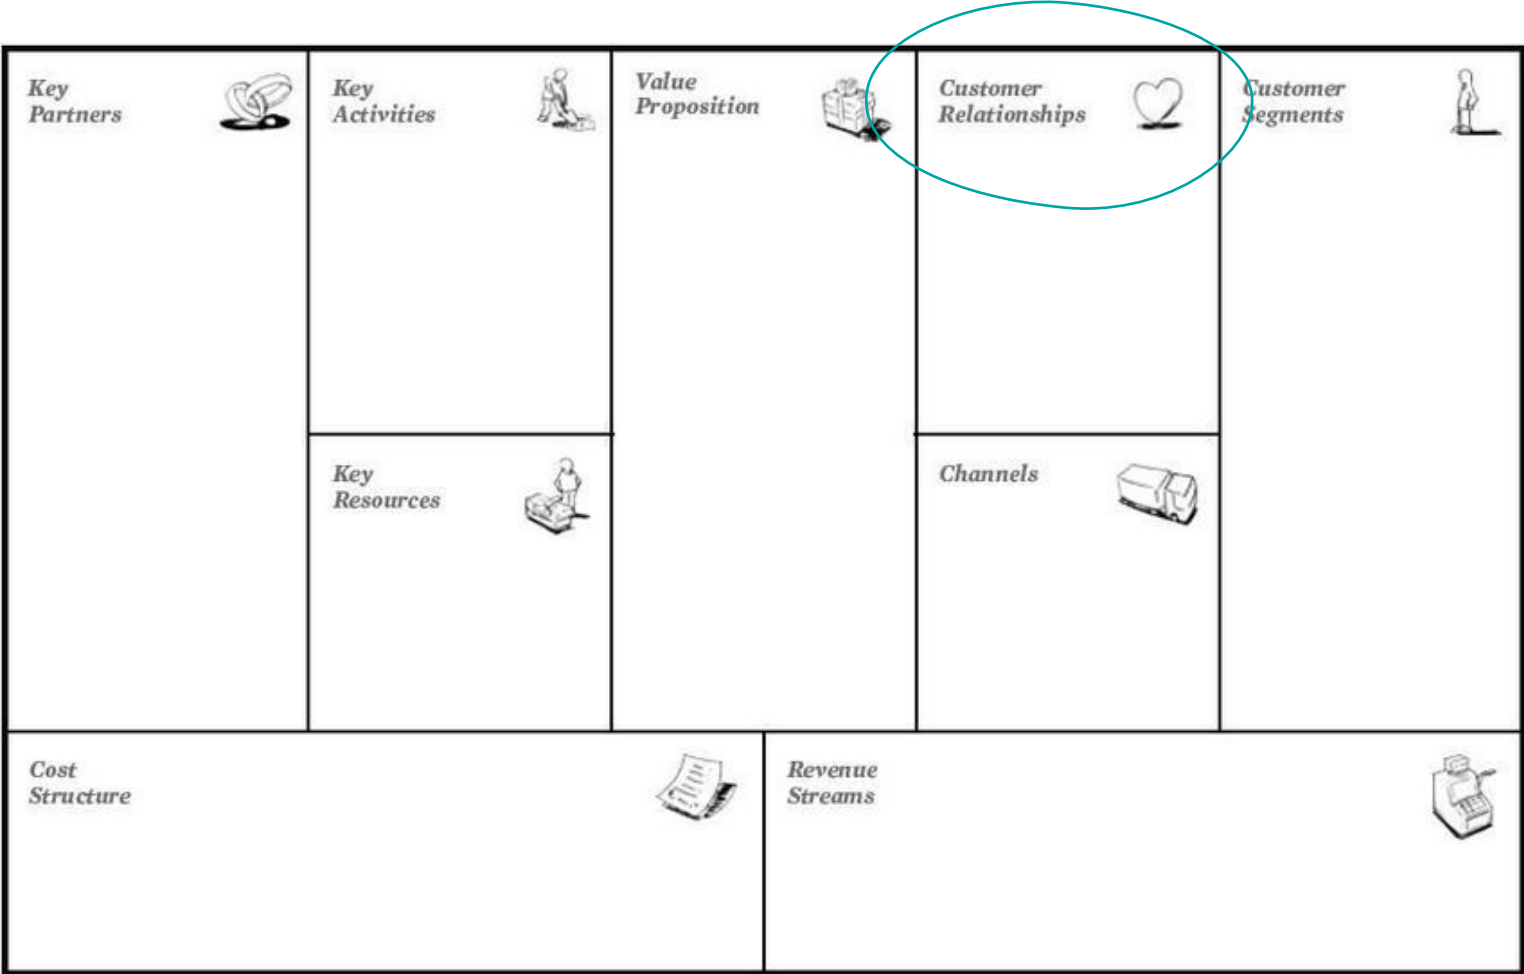 Key
Partners
Key
Activities
Key
Resources
Value
Proposition
Customer
Relationships
Channels
Customer
Segments
Cost
Structure
Revenue
Streams